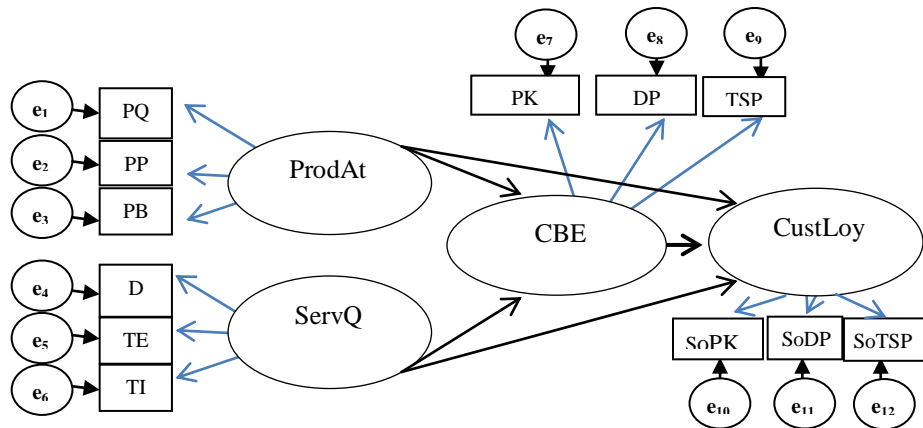 e7
e8
e9
PK
DP
TSP
e1
PQ
e2
PP
e3
PB
ProdAt
CBE
CustLoy
e4
D
e5
TE
e6
TI
ServQ
SoPK
SoDP
SoTSP
e10
e11
e12